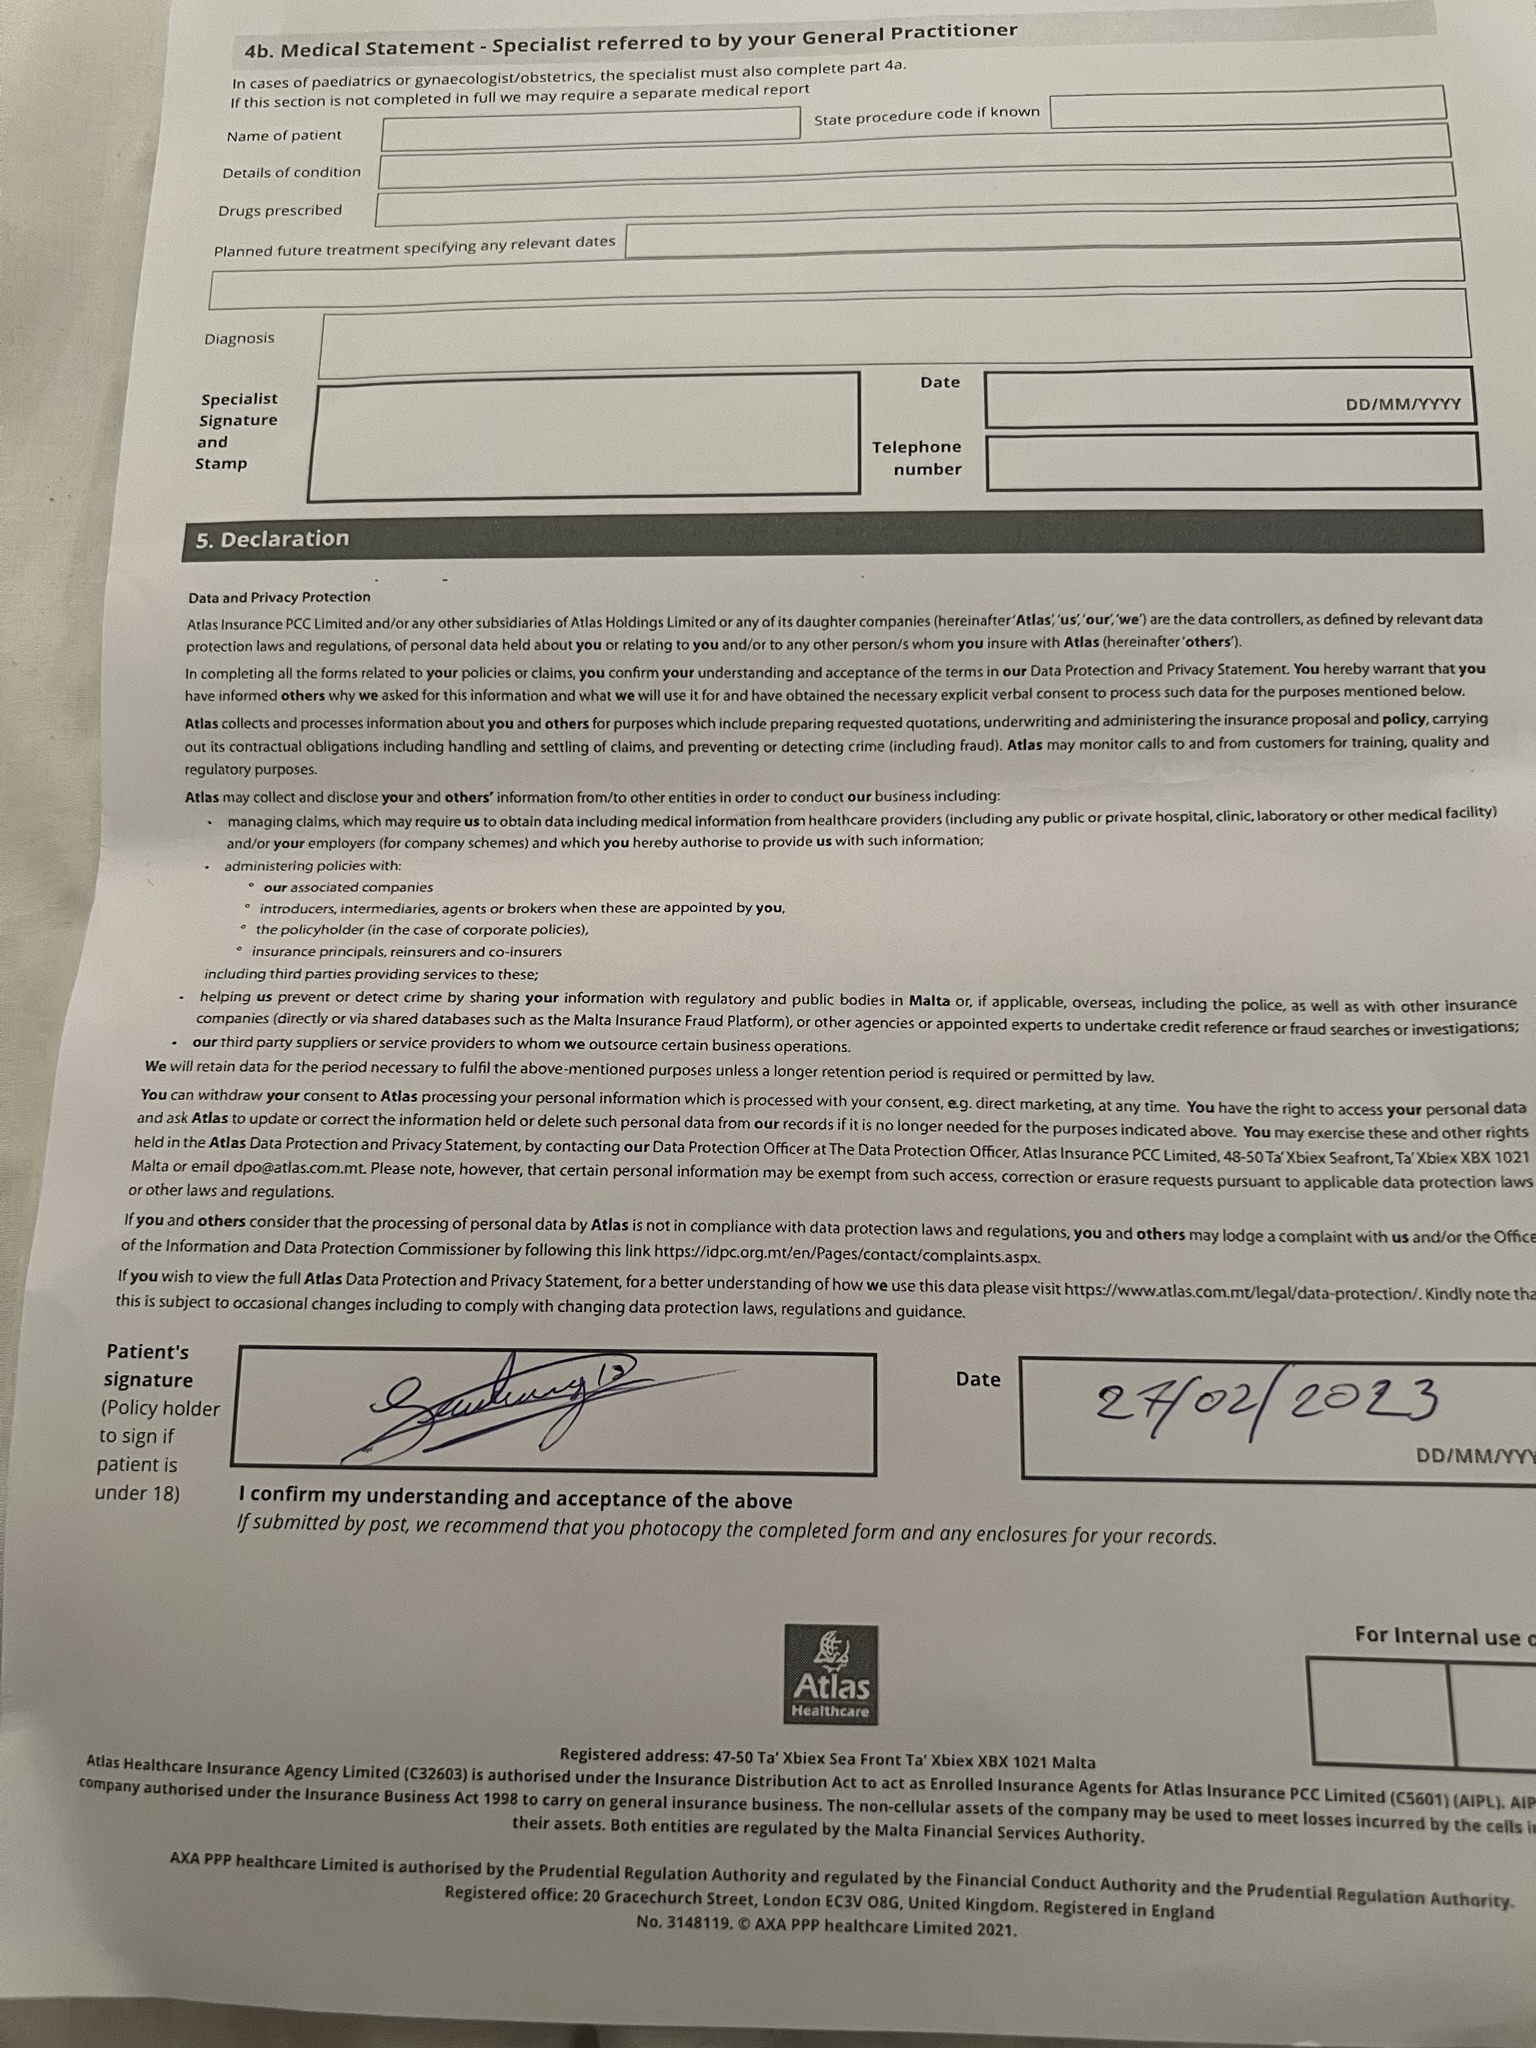 4b. Medical Statement - Specialist referred to by your General Practitioner
In cases of paediatrics or gynaecologist/obstetrics, the specialist must also complete part 4a.
If this section is not completed in full we may require a separate medical report
Name of patient
State procedure code if known
Details of condition
Drugs prescribed
Planned future treatment specifying any relevant dates
Diagnosis
Specialist
Signature
and
Stamp
Date
DD/MM/YYYY
Telephone
number
5. Declaration
Data and Privacy Protection
Atlas Insurance PCC Limited and/or any other subsidiaries of Atlas Holdings Limited or any of its daughter companies (hereinafter 'Atlas', 'us', 'our', 'we') are the data controllers, as defined by relevant data
protection laws and regulations, of personal data held about you or relating to you and/or to any other person/s whom you insure with Atlas (hereinafter 'others').
In completing all the forms related to your policies or claims, you confirm your understanding and acceptance of the terms in our Data Protection and Privacy Statement. You hereby warrant that you
have informed others why we asked for this information and what we will use it for and have obtained the necessary explicit verbal consent to process such data for the purposes mentioned below.
Atlas collects and processes information about you and others for purposes which include preparing requested quotations, underwriting and administering the insurance proposal and policy, carrying
out its contractual obligations including handling and settling of claims, and preventing or detecting crime (including fraud). Atlas may monitor calls to and from customers for training, quality and
regulatory purposes.
Atlas may collect and disclose your and others' information from/to other entities in order to conduct our business including:
• managing claims, which may require us to obtain data including medical information from healthcare providers (including any public or private hospital, clinic, laboratory or other medical facility)
and/or your employers (for company schemes) and which you hereby authorise to provide us with such information;
• administering policies with:
° our associated companies
° introducers, intermediaries, agents or brokers when these are appointed by you,
° the policyholder (in the case of corporate policies),
° insurance principals, reinsurers and co-insurers
including third parties providing services to these;
• helping us prevent or detect crime by sharing your information with regulatory and public bodies in Malta or, if applicable, overseas, including the police, as well as with other insurance
companies (directly or via shared databases such as the Malta Insurance Fraud Platform), or other agencies or appointed experts to undertake credit reference or fraud searches or investigations;
• our third party suppliers or service providers to whom we outsource certain business operations.
We will retain data for the period necessary to fulfil the above-mentioned purposes unless a longer retention period is required or permitted by law.
You can withdraw your consent to Atlas processing your personal information which is processed with your consent, e.g. direct marketing, at any time. You have the right to access your personal data
and ask Atlas to update or correct the information held or delete such personal data from our records if it is no longer needed for the purposes indicated above. You may exercise these and other rights
held in the Atlas Data Protection and Privacy Statement, by contacting our Data Protection Officer at The Data Protection Officer, Atlas Insurance PCC Limited, 48-50 Ta' Xbiex Seafront, Ta' Xbiex XBX 1021
Malta or email dpo@atlas.com.mt. Please note, however, that certain personal information may be exempt from such access, correction or erasure requests pursuant to applicable data protection laws
or other laws and regulations.
If you and others consider that the processing of personal data by Atlas is not in compliance with data protection laws and regulations, you and others may lodge a complaint with us and/or the Office
of the Information and Data Protection Commissioner by following this link https://idpc.org.mt/en/Pages/contact/complaints.aspx.
If you wish to view the full Atlas Data Protection and Privacy Statement, for a better understanding of how we use this data please visit https://www.atlas.com.mt/legal/data-protection/. Kindly note tha
this is subject to occasional changes including to comply with changing data protection laws, regulations and guidance.
Patient's
signature
(Policy holder
to sign if
patient is
under 18)
Date
27/02/2023
DD/MM/YYY
I confirm my understanding and acceptance of the above
If submitted by post, we recommend that you photocopy the completed form and any enclosures for your records.
For Internal use o
Atlas
Healthcare
Registered address: 47-50 Ta' Xbiex Sea Front Ta' Xbiex XBX 1021 Malta
Atlas Healthcare Insurance Agency Limited (C32603) is authorised under the Insurance Distribution Act to act as Enrolled Insurance Agents for Atlas Insurance PCC Limited (C5601) (AIPL). AIP
company authorised under the Insurance Business Act 1998 to carry on general insurance business. The non-cellular assets of the company may be used to meet losses incurred by the cells i
their assets. Both entities are regulated by the Malta Financial Services Authority.
AXA PPP healthcare Limited is authorised by the Prudential Regulation Authority and regulated by the Financial Conduct Authority and the Prudential Regulation Authority.
Registered office: 20 Gracechurch Street, London EC3V O8G, United Kingdom. Registered in England
No. 3148119. © AXA PPP healthcare Limited 2021.